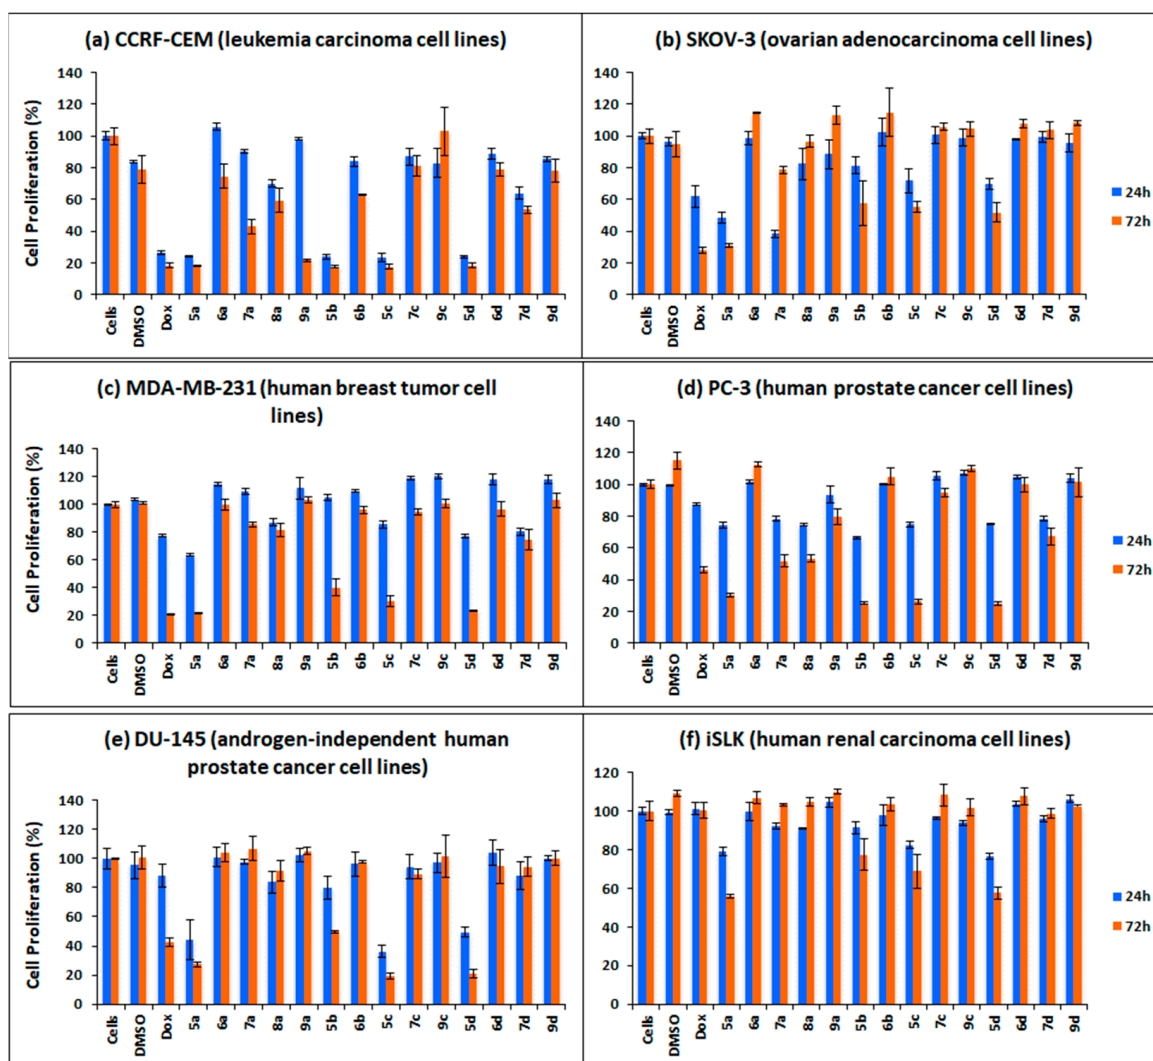 (a) CCRF-CEM (leukemia carcinoma cell lines)
Cell Proliferation (%)
140
120
100
80
60
40
20
0
Cells DMSO Dox 5a 6a 7a 8a 9a 5b 6b 5c 7c 9c 5d 6d 7d 9d
(b) SKOV-3 (ovarian adenocarcinoma cell lines)
140
120
100
80
60
40
20
0
Cells DMSO Dox 5a 6a 7a 8a 9a 5b 6b 5c 7c 9c 5d 6d 7d 9d
24h
72h
(c) MDA-MB-231 (human breast tumor cell
lines)
Cell Proliferation (%)
140
120
100
80
60
40
20
0
Cells DMSO Dox 5a 6a 7a 8a 9a 5b 6b 5c 7c 9c 5d 6d 7d 9d
(d) PC-3 (human prostate cancer cell lines)
140
120
100
80
60
40
20
0
Cells DMSO Dox 5a 6a 7a 8a 9a 5b 6b 5c 7c 9c 5d 6d 7d 9d
24h
72h
(e) DU-145 (androgen-independent human
prostate cancer cell lines)
Cell Proliferation (%)
140
120
100
80
60
40
20
0
Cells DMSO Dox 5a 6a 7a 8a 9a 5b 6b 5c 7c 9c 5d 6d 7d 9d
(f) iSLK (human renal carcinoma cell lines)
120
100
80
60
40
20
0
Cells DMSO Dox 5a 6a 7a 8a 9a 5b 6b 5c 7c 9c 5d 6d 7d 9d
24h
72h